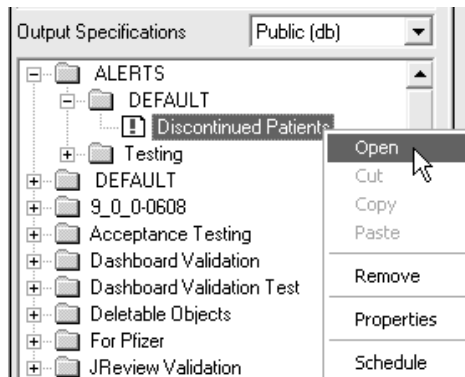 Output Specifications Public (db)
ALERTS
DEFAULT
Discontinued Patients
Testing
DEFAULT
9_0_0-0608
Acceptance Testing
Dashboard Validation
Dashboard Validation Test
Deletable Objects
For Pfizer
JReview Validation
Open
Cut
Copy
Paste
Remove
Properties
Schedule